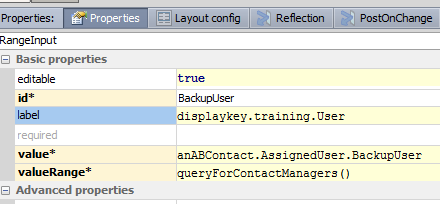 Properties: Properties Layout config Reflection PostOnChange
RangeInput
Basic properties
editable true
id* BackupUser
label displaykey.training.User
required
value* anABContact.AssignedUser.BackupUser
valueRange* queryForContactManagers()
Advanced properties